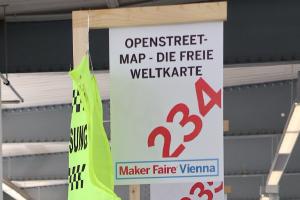 OPENSTREET-
MAP - DIE FREIE
WELTKARTE
234
Maker Faire Vienna
SUNG